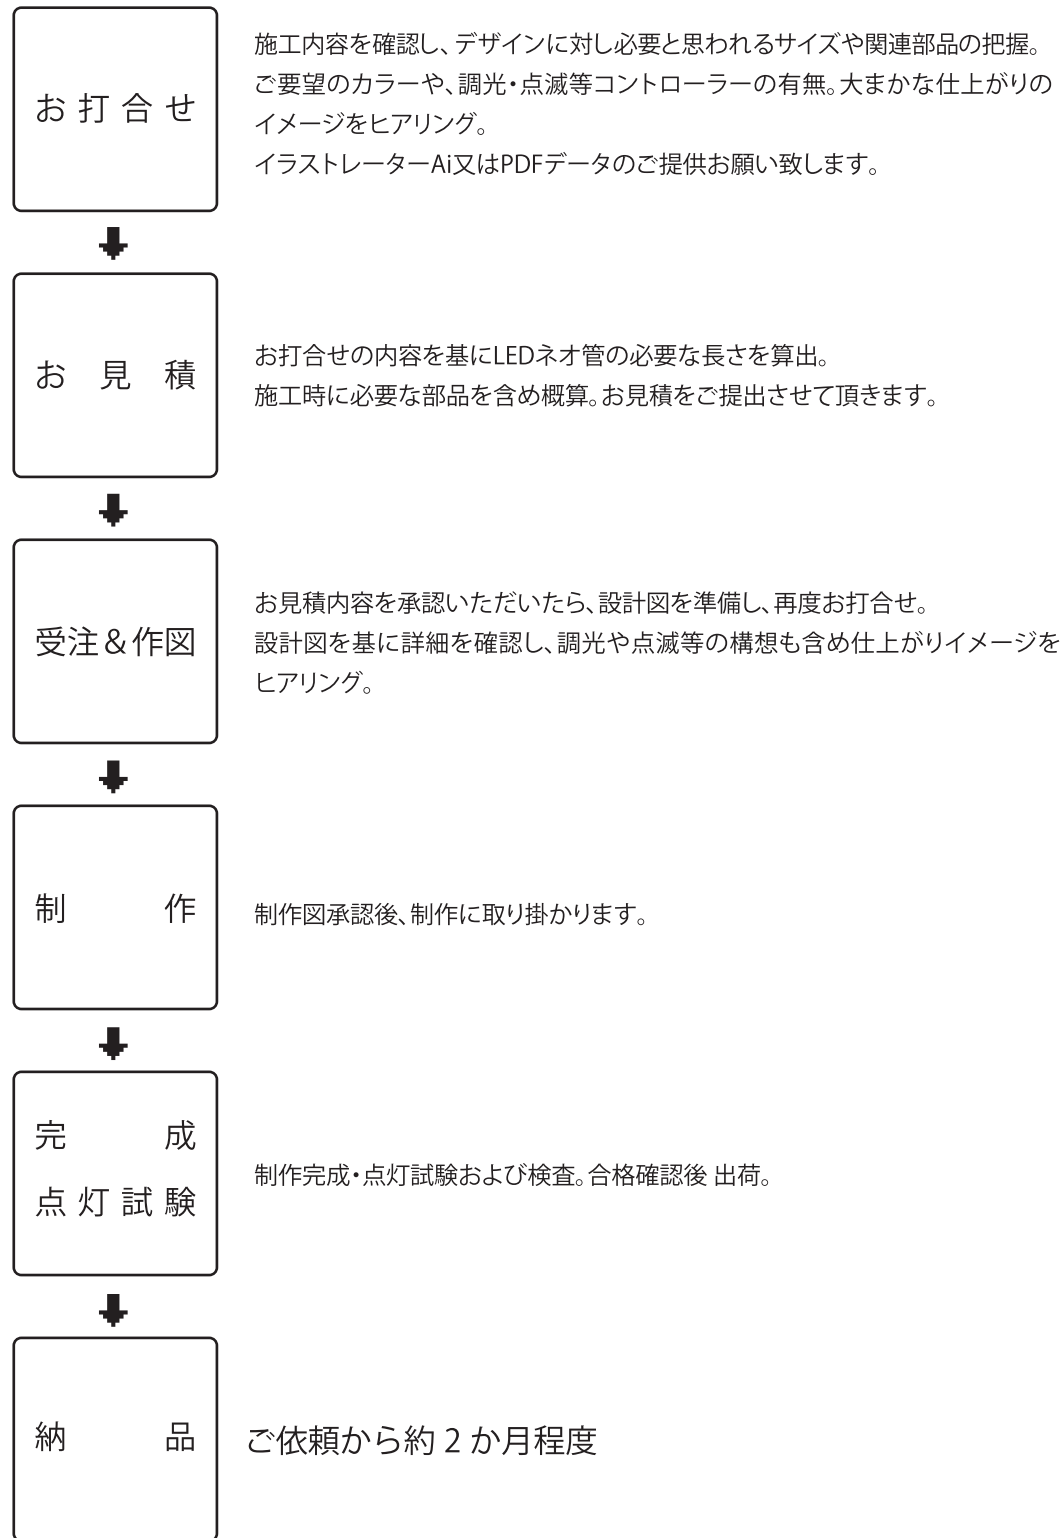 お打合せ
施工内容を確認し、デザインに対し必要と思われるサイズや関連部品の把握。
ご要望のカラーや、調光・点滅等コントローラーの有無。大まかな仕上がりの
イメージをヒアリング。
イラストレーターAi又はPDFデータのご提供お願い致します。
お見積
お打合せの内容を基にLEDネオ管の必要な長さを算出。
施工時に必要な部品を含め概算。お見積をご提出させて頂きます。
受注＆作図
お見積内容を承認いただいたら、設計図を準備し、再度お打合せ。
設計図を基に詳細を確認し、調光や点滅等の構想も含め仕上がりイメージを
ヒアリング。
制作
制作図承認後、制作に取り掛かります。
完成
点灯試験
制作完成・点灯試験および検査。合格確認後 出荷。
納品
ご依頼から約 2 か月程度